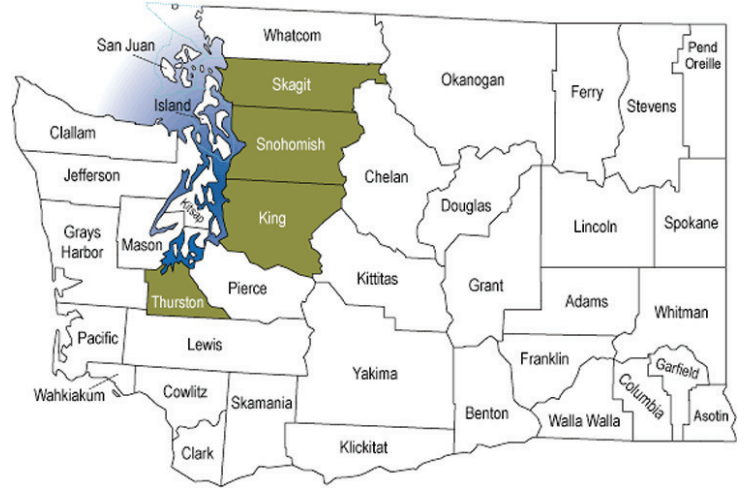 Whatcom
San Juan
Pend
Oreille
Okanogan
Skagit
Ferry
Stevens
Island
Clallam
Snohomish
Chelan
Jefferson
Douglas
Kitsap
King
Lincoln
Spokane
Grays
Harbor
Mason
Kittitas
Grant
Pierce
Thurston
Adams
Whitman
Pacific
Lewis
Franklin
Garfield
Yakima
Wahkiakum
Cowlitz
Columbia
Skamania
Benton
Walla Walla
Asotin
Klickitat
Clark